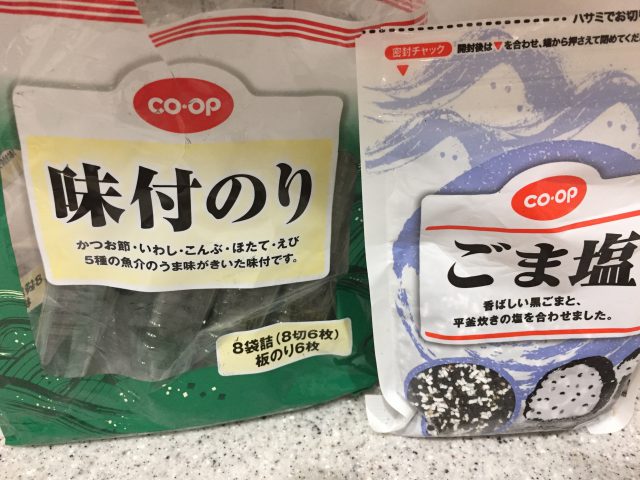 CO·OP
味付のり
かつお節・いわし・こんぶ・ほたて・えび
5種の魚介のうま味がきいた味付です。
8袋詰(8切6枚)
板のり6枚
ハサミでお切
密封チャック
開封後は▼を合わせ、端から押さえて閉めてくだ
CO·OP
ごま塩
香ばしい黒ごまと、
平釜炊きの塩を合わせました。